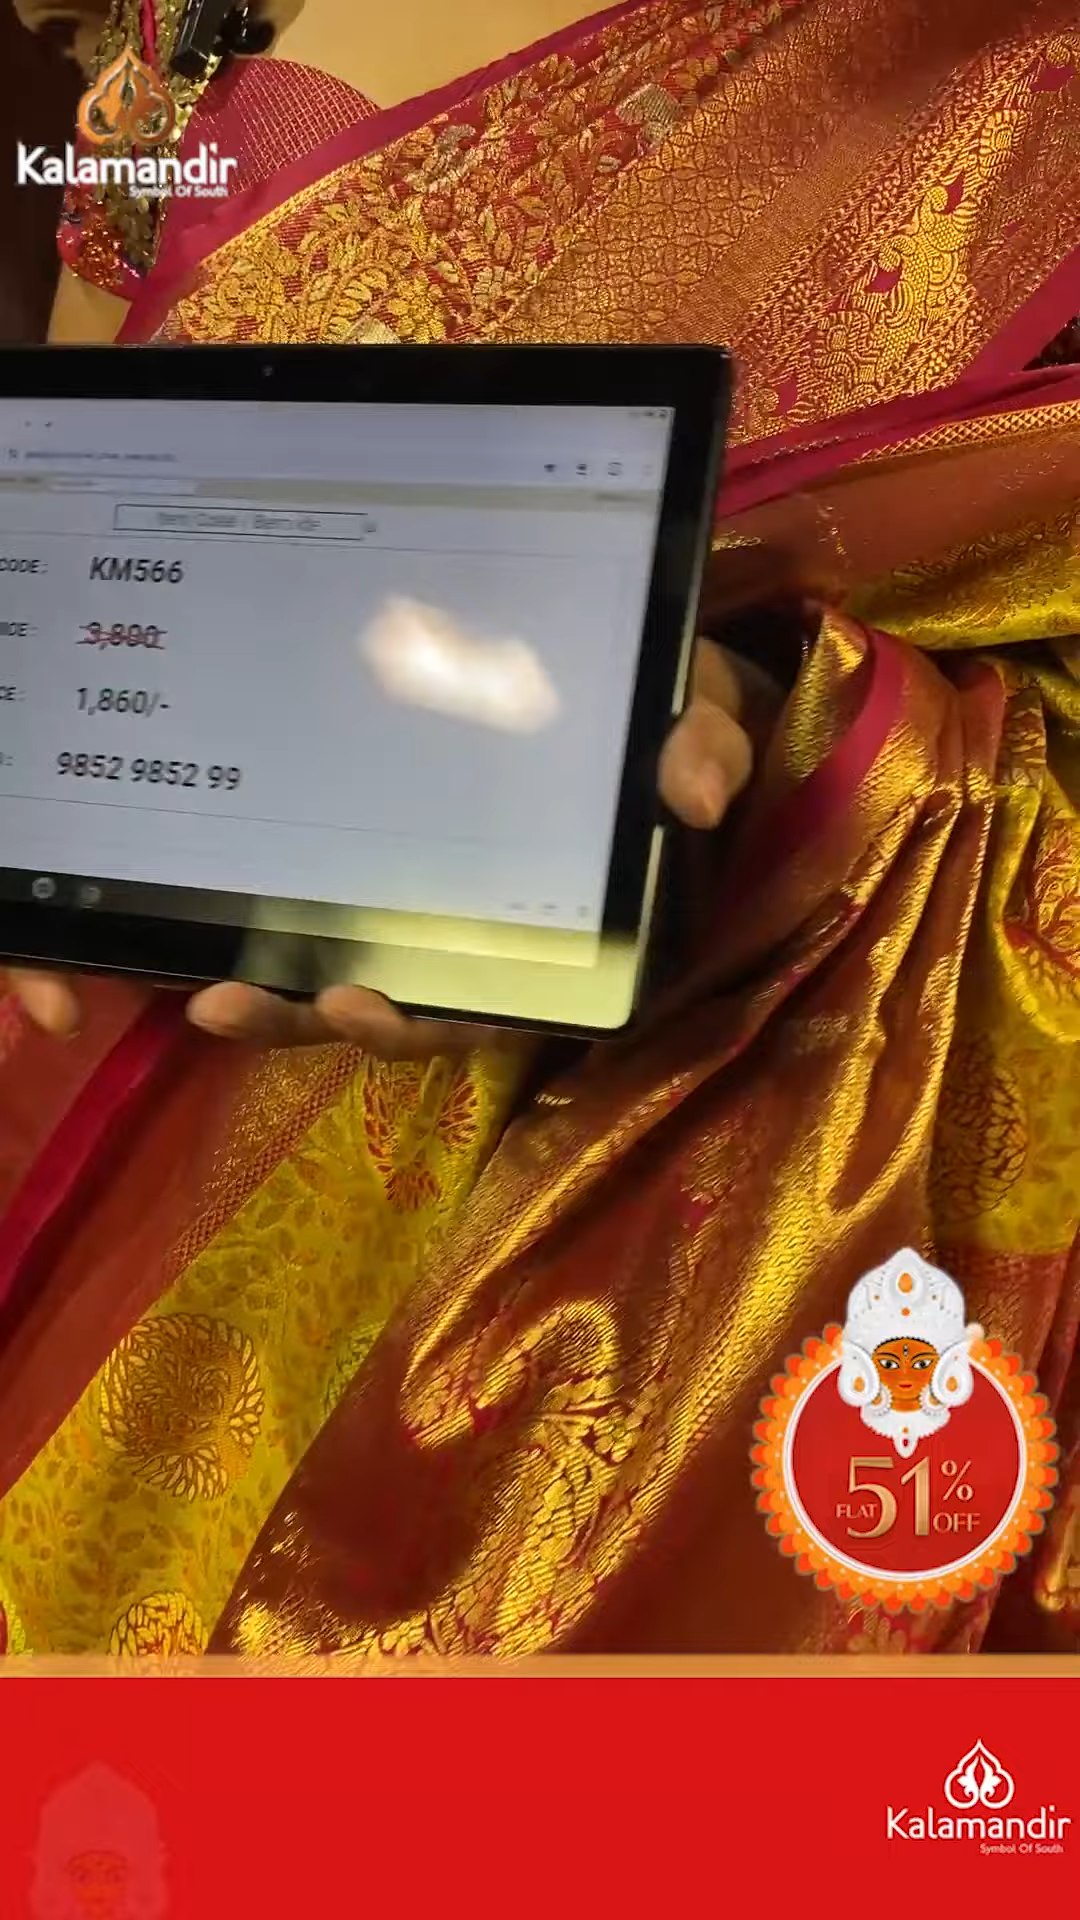 Kalamandir
Symbol Of South
CODE:
KM566
3,800
1,860/-
9852 9852 99
51%
FLAT
OFF
Kalamandir
Symbol Of South